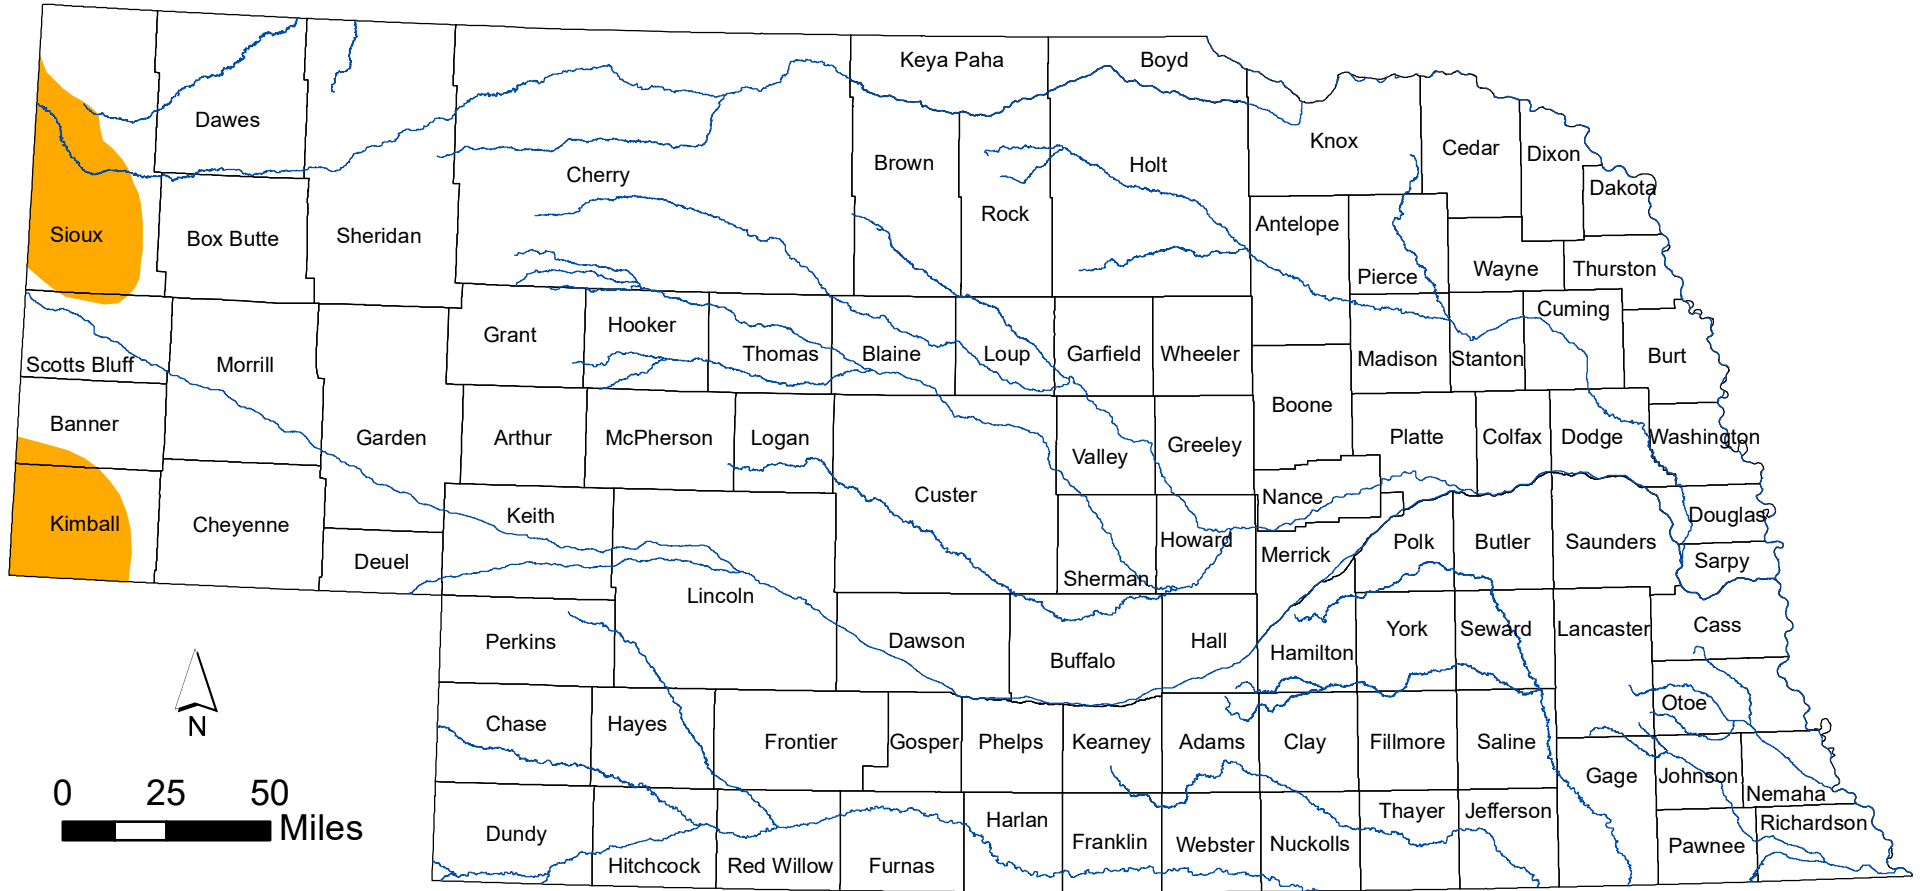 Keya Paha
Boyd
Dawes
Knox
Cedar
Dixon
Cherry
Brown
Holt
Dakota
Rock
Sioux
Box Butte
Sheridan
Antelope
Pierce
Wayne
Thurston
Grant
Hooker
Cuming
Scotts Bluff
Morrill
Thomas
Blaine
Loup
Garfield
Wheeler
Madison
Stanton
Burt
Banner
Garden
Arthur
McPherson
Logan
Valley
Greeley
Boone
Platte
Colfax
Dodge
Washington
Kimball
Cheyenne
Keith
Custer
Nance
Douglas
Deuel
Lincoln
Sherman
Howard
Merrick
Polk
Butler
Saunders
Sarpy
Perkins
Dawson
Buffalo
Hall
Hamilton
York
Seward
Lancaster
Cass
N
Chase
Hayes
Frontier
Gosper
Phelps
Kearney
Adams
Clay
Fillmore
Saline
Otoe
0 25 50
Miles
Gage
Johnson
Nemaha
Dundy
Hitchcock
Red Willow
Furnas
Harlan
Franklin
Webster
Nuckolls
Thayer
Jefferson
Pawnee
Richardson